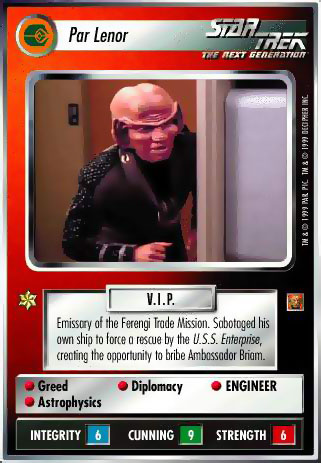 Par Lenor
STAR TREK
THE NEXT GENERATION
TM & © 1999 PAR. PIC. TM & © 1999 DECIPHER INC.
V.I.P.
Emissary of the Ferengi Trade Mission. Sabotaged his
own ship to force a rescue by the U.S.S. Enterprise,
creating the opportunity to bribe Ambassador Briam.
Greed Diplomacy ENGINEER
Astrophysics
INTEGRITY 6 CUNNING 9 STRENGTH 6